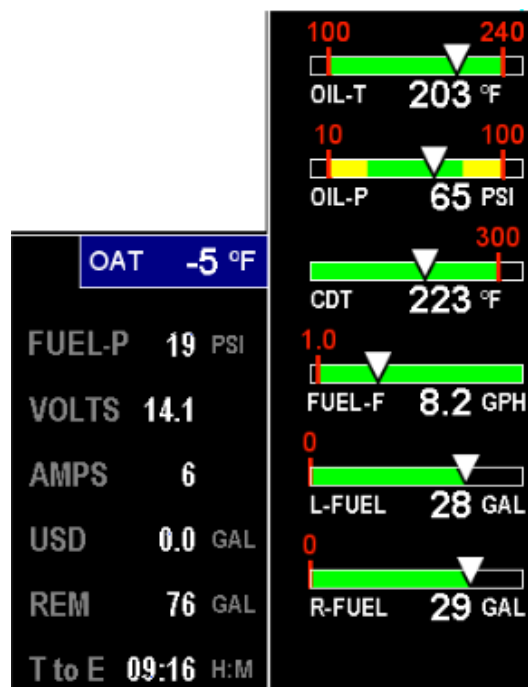 OAT -5 °F
FUEL-P 19 PSI
VOLTS 14.1
AMPS 6
USD 0.0 GAL
REM 76 GAL
T to E 09:16 H:M
100 240
OIL-T 203 °F
10 100
OIL-P 65 PSI
300
CDT 223 °F
1.0
FUEL-F 8.2 GPH
0
L-FUEL 28 GAL
0
R-FUEL 29 GAL